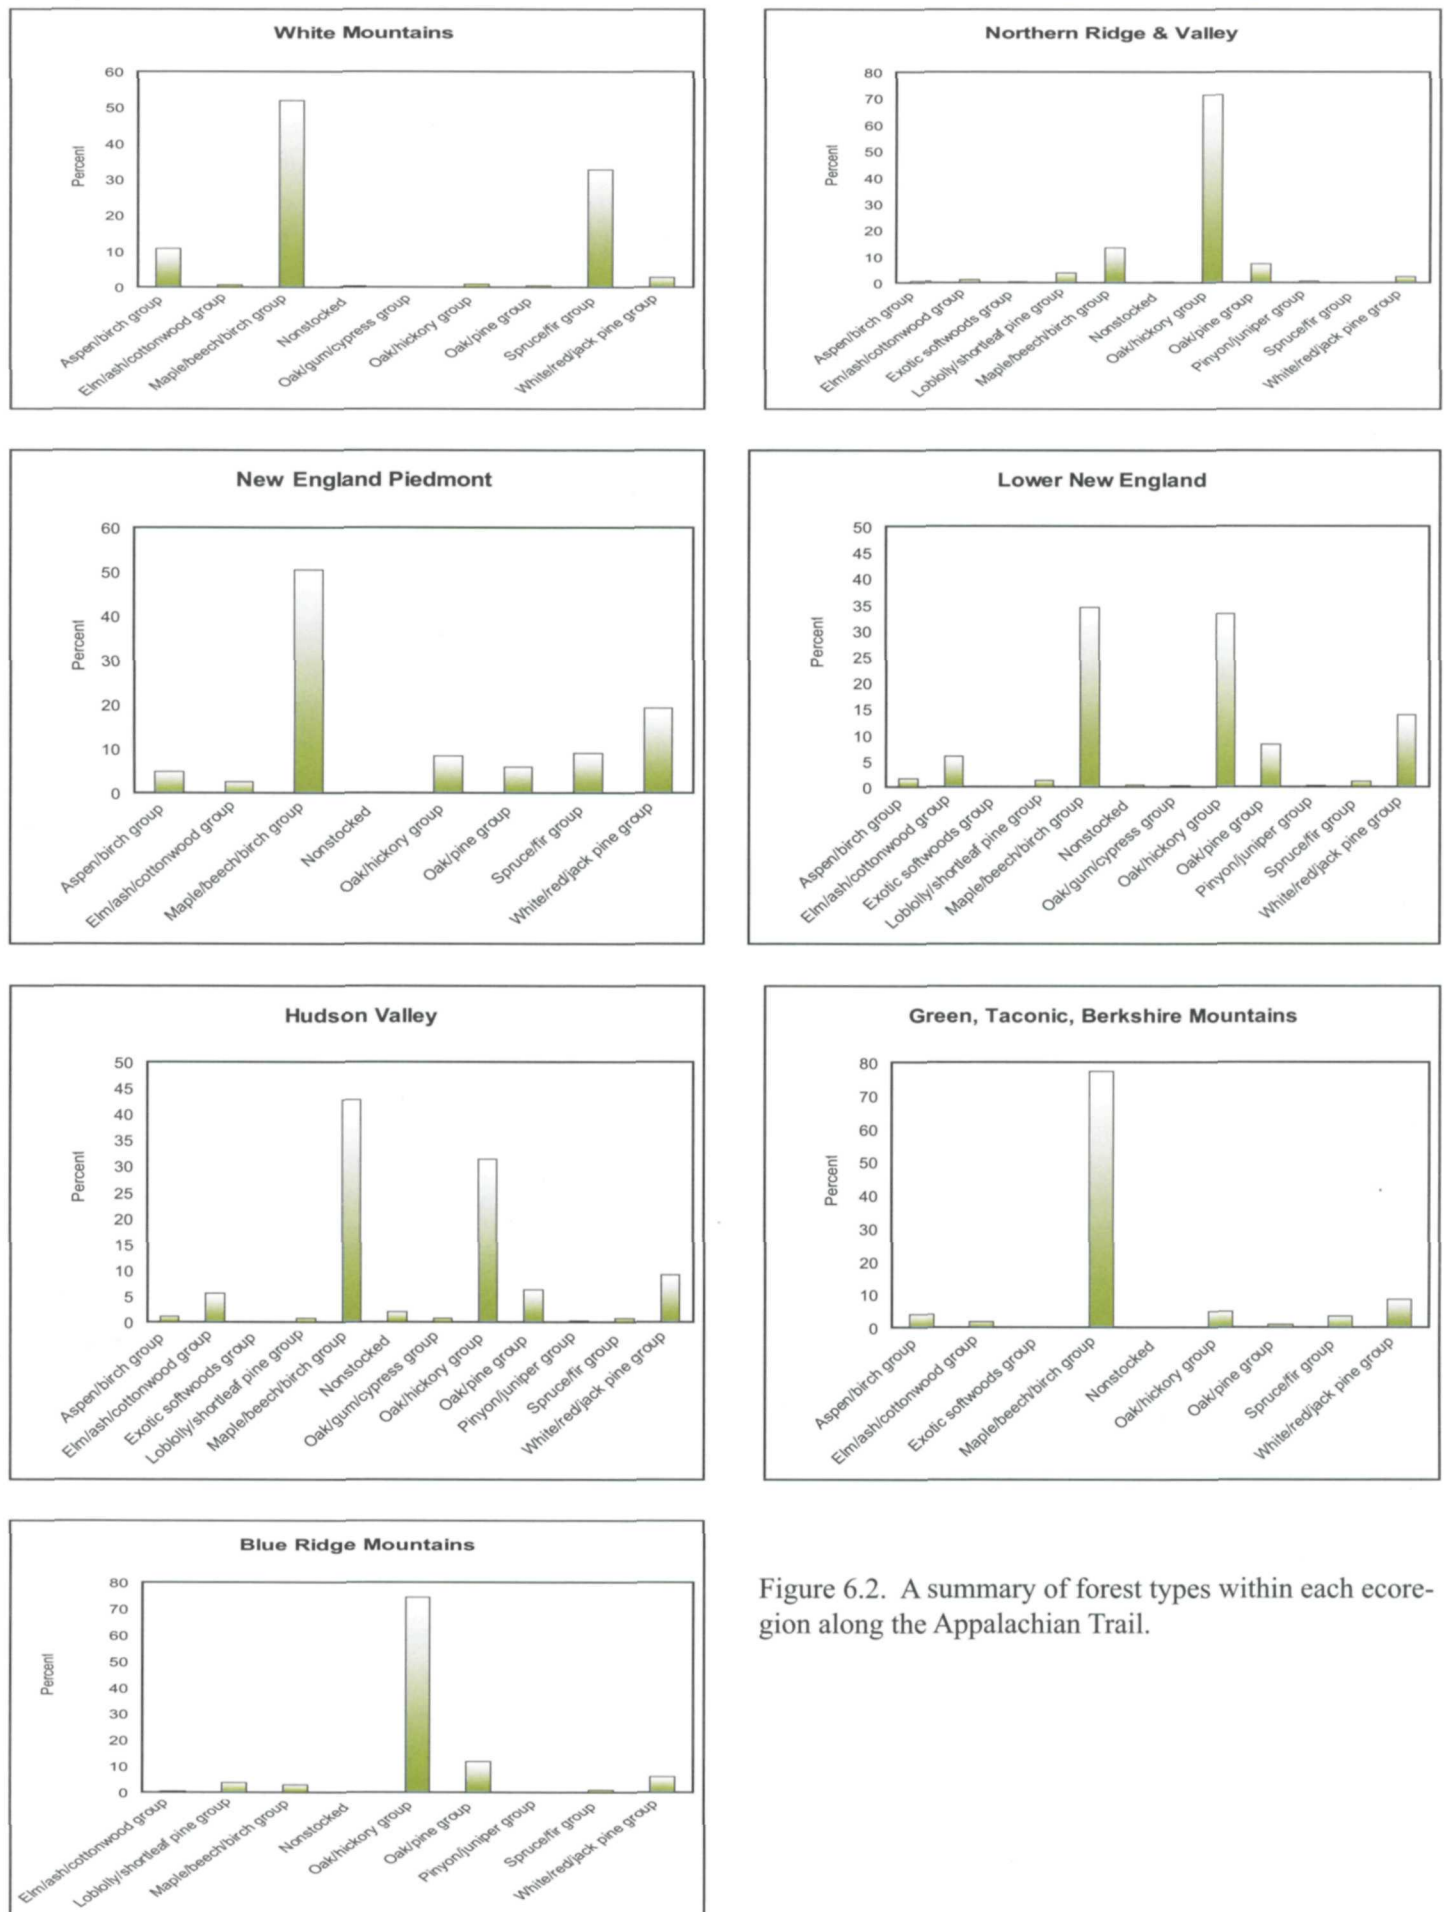 White Mountains
Percent
60
50
40
30
20
10
0
Aspen/birch group
Elm/ash/cottonwood group
Maple/beech/birch group
Nonstocked
Oak/gum/cypress group
Oak/hickory group
Oak/pine group
Spruce/fir group
White/red/jack pine group
Northern Ridge & Valley
Percent
80
70
60
50
40
30
20
10
0
Aspen/birch group
Elm/ash/cottonwood group
Exotic softwoods group
Loblolly/shortleaf pine group
Maple/beech/birch group
Nonstocked
Oak/hickory group
Oak/pine group
Pinyon/juniper group
Spruce/fir group
White/red/jack pine group
New England Piedmont
Percent
60
50
40
30
20
10
0
Aspen/birch group
Elm/ash/cottonwood group
Maple/beech/birch group
Nonstocked
Oak/hickory group
Oak/pine group
Spruce/fir group
White/red/jack pine group
Lower New England
Percent
50
45
40
35
30
25
20
15
10
5
0
Aspen/birch group
Elm/ash/cottonwood group
Exotic softwoods group
Loblolly/shortleaf pine group
Maple/beech/birch group
Nonstocked
Oak/gum/cypress group
Oak/hickory group
Oak/pine group
Pinyon/juniper group
Spruce/fir group
White/red/jack pine group
Hudson Valley
Percent
50
45
40
35
30
25
20
15
10
5
0
Aspen/birch group
Elm/ash/cottonwood group
Exotic softwoods group
Loblolly/shortleaf pine group
Maple/beech/birch group
Nonstocked
Oak/gum/cypress group
Oak/hickory group
Oak/pine group
Pinyon/juniper group
Spruce/fir group
White/red/jack pine group
Green, Taconic, Berkshire Mountains
Percent
80
70
60
50
40
30
20
10
0
Aspen/birch group
Elm/ash/cottonwood group
Exotic softwoods group
Maple/beech/birch group
Nonstocked
Oak/hickory group
Oak/pine group
Spruce/fir group
White/red/jack pine group
Blue Ridge Mountains
Percent
80
70
60
50
40
30
20
10
0
Elm/ash/cottonwood group
Loblolly/shortleaf pine group
Maple/beech/birch group
Nonstocked
Oak/hickory group
Oak/pine group
Pinyon/juniper group
Spruce/fir group
White/red/jack pine group
Figure 6.2. A summary of forest types within each ecore-
gion along the Appalachian Trail.